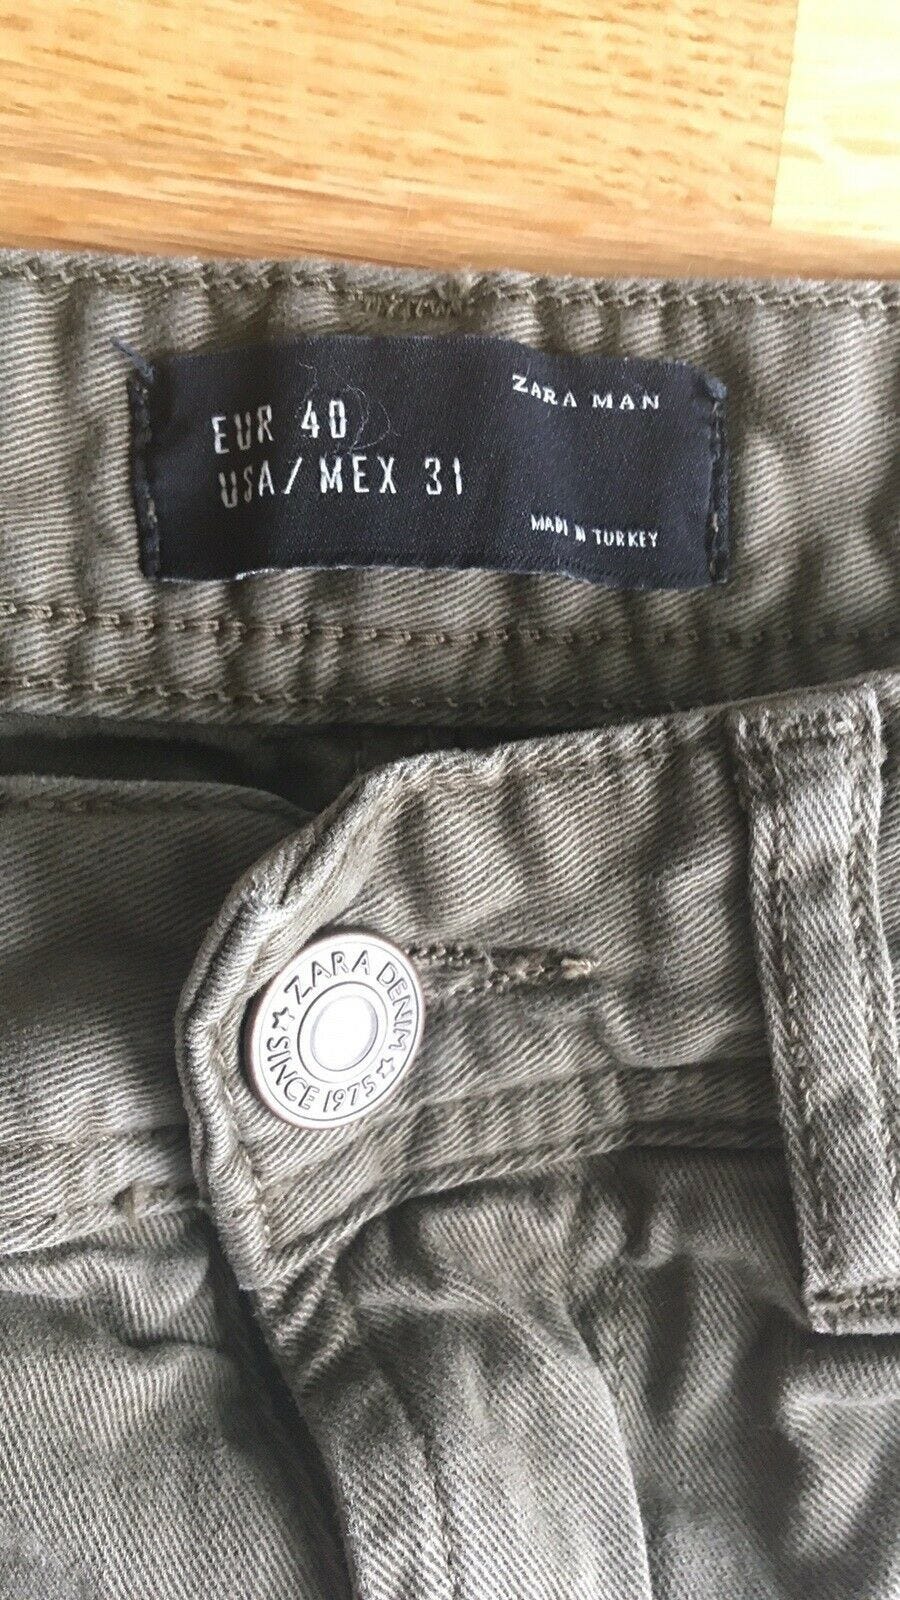 EUR 40
USA/MEX 31
ZARA MAN
MADE IN TURKEY
ZARA DENIM
SINCE 1975